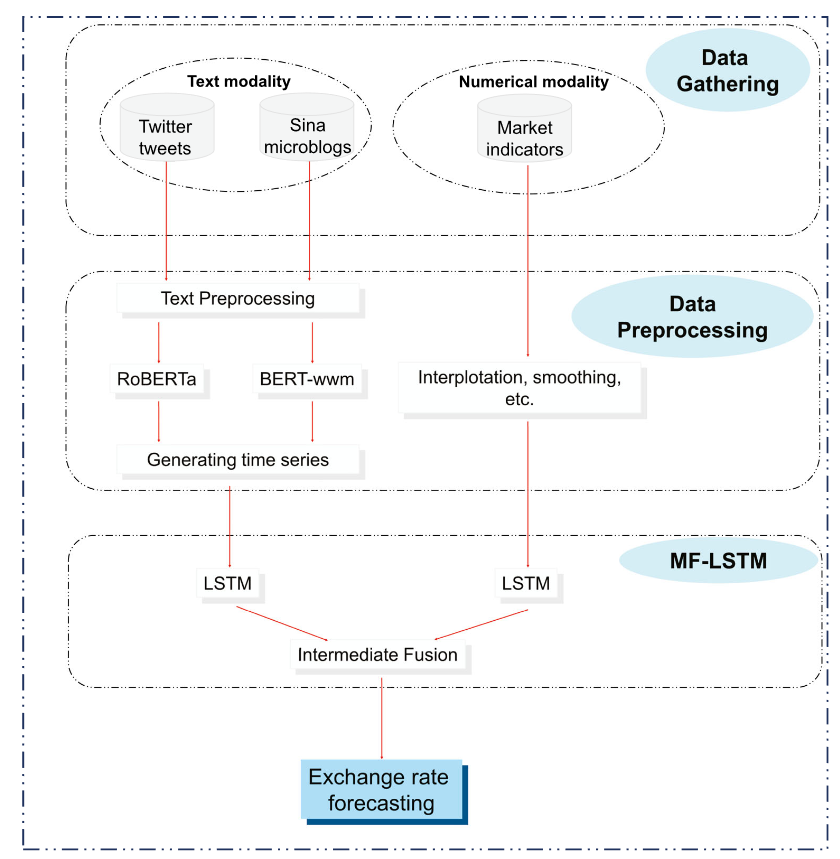 Data
Gathering
Text modality
Numerical modality
Twitter
tweets
Sina
microblogs
Market
indicators
Data
Preprocessing
Text Preprocessing
RoBERTa
BERT-wwm
Interplotation, smoothing,
etc.
Generating time series
MF-LSTM
LSTM
LSTM
Intermediate Fusion
Exchange rate
forecasting